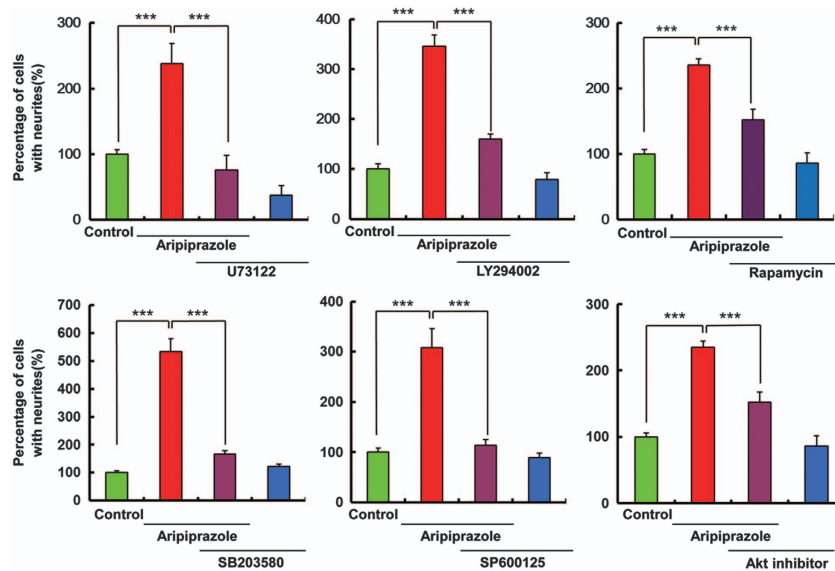 Percentage of cells
with neurites(%)
300
200
100
0
***
***
Control
Aripiprazole
U73122
400
300
200
100
0
***
***
Control
Aripiprazole
LY294002
300
250
200
150
100
50
0
***
***
Control
Aripiprazole
Rapamycin
Percentage of cells
with neurites(%)
700
600
500
400
300
200
100
0
***
***
Control
Aripiprazole
SB203580
400
300
200
100
0
***
***
Control
Aripiprazole
SP600125
300
200
100
0
***
***
Control
Aripiprazole
Akt inhibitor